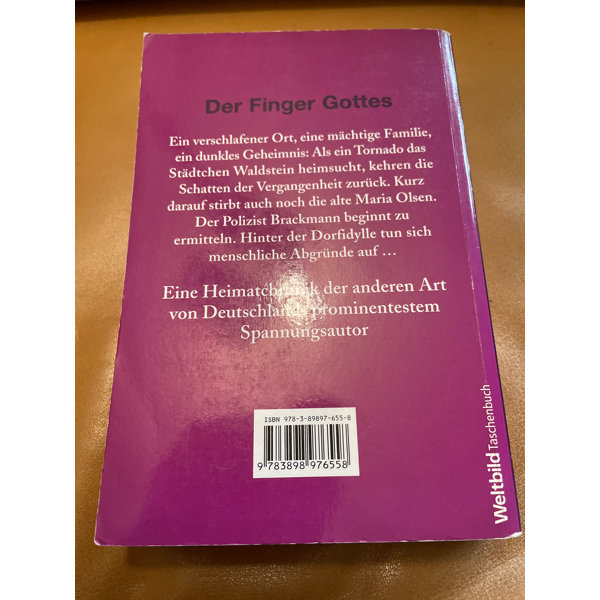 Der Finger Gottes
Ein verschlafener Ort, eine mächtige Familie,
ein dunkles Geheimnis: Als ein Tornado das
Städtchen Waldstein heimsucht, kehren die
Schatten der Vergangenheit zurück. Kurz
darauf stirbt auch noch die alte Maria Olsen.
Der Polizist Brackmann beginnt zu
ermitteln. Hinter der Dorfidylle tun sich
menschliche Abgründe auf ...
Eine Heimatchronik der anderen Art
von Deutschlands prominentestem
Spannungsautor
ISBN 978-3-89897-655-8
9 783898 976558
Weltbild Taschenbuch